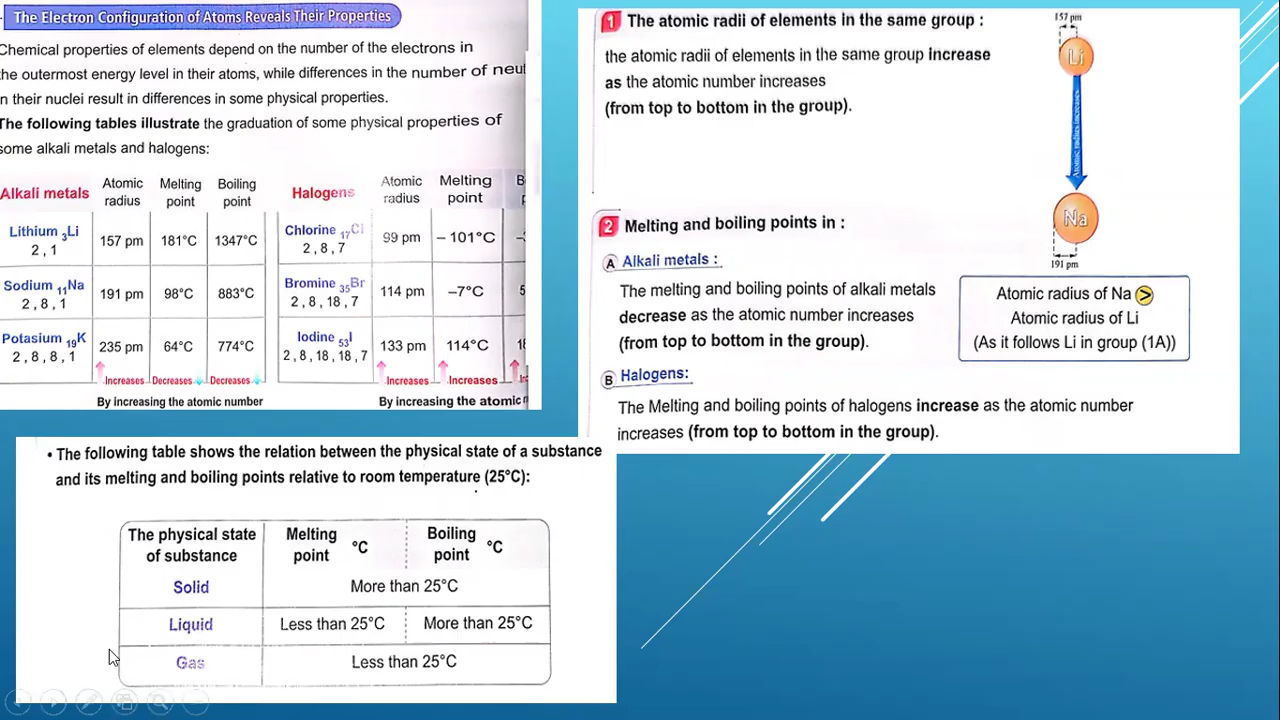 The Electron Configuration of Atoms Reveals Their Properties
Chemical properties of elements depend on the number of the electrons in
the outermost energy level in their atoms, while differences in the number of
in their nuclei result in differences in some physical properties.
The following tables illustrate the graduation of some physical properties of
some alkali metals and halogens:
Alkali metals Atomic radius Melting point Boiling point
Lithium 3Li 2, 1 157 pm 181°C 1347°C
Sodium 11Na 2, 8, 1 191 pm 98°C 883°C
Potasium 19K 2, 8, 8, 1 235 pm 64°C 774°C
Increases Decreases Decreases
By increasing the atomic number
Halogens Atomic radius Melting point
Chlorine 17Cl 2, 8, 7 99 pm – 101°C
Bromine 35Br 2, 8, 18, 7 114 pm –7°C
Iodine 53I 2, 8, 18, 18, 7 133 pm 114°C
Increases Increases
By increasing the atomic
• The following table shows the relation between the physical state of a substance
and its melting and boiling points relative to room temperature (25°C):
The physical state of substance Melting point °C Boiling point °C
Solid More than 25°C
Liquid Less than 25°C More than 25°C
Gas Less than 25°C
1 The atomic radii of elements in the same group :
the atomic radii of elements in the same group increase
as the atomic number increases
(from top to bottom in the group).
157 pm
Li
Atomic radius increases
Na
191 pm
2 Melting and boiling points in :
A Alkali metals :
The melting and boiling points of alkali metals
decrease as the atomic number increases
(from top to bottom in the group).
Atomic radius of Na >
Atomic radius of Li
(As it follows Li in group (1A))
B Halogens:
The Melting and boiling points of halogens increase as the atomic number
increases (from top to bottom in the group).